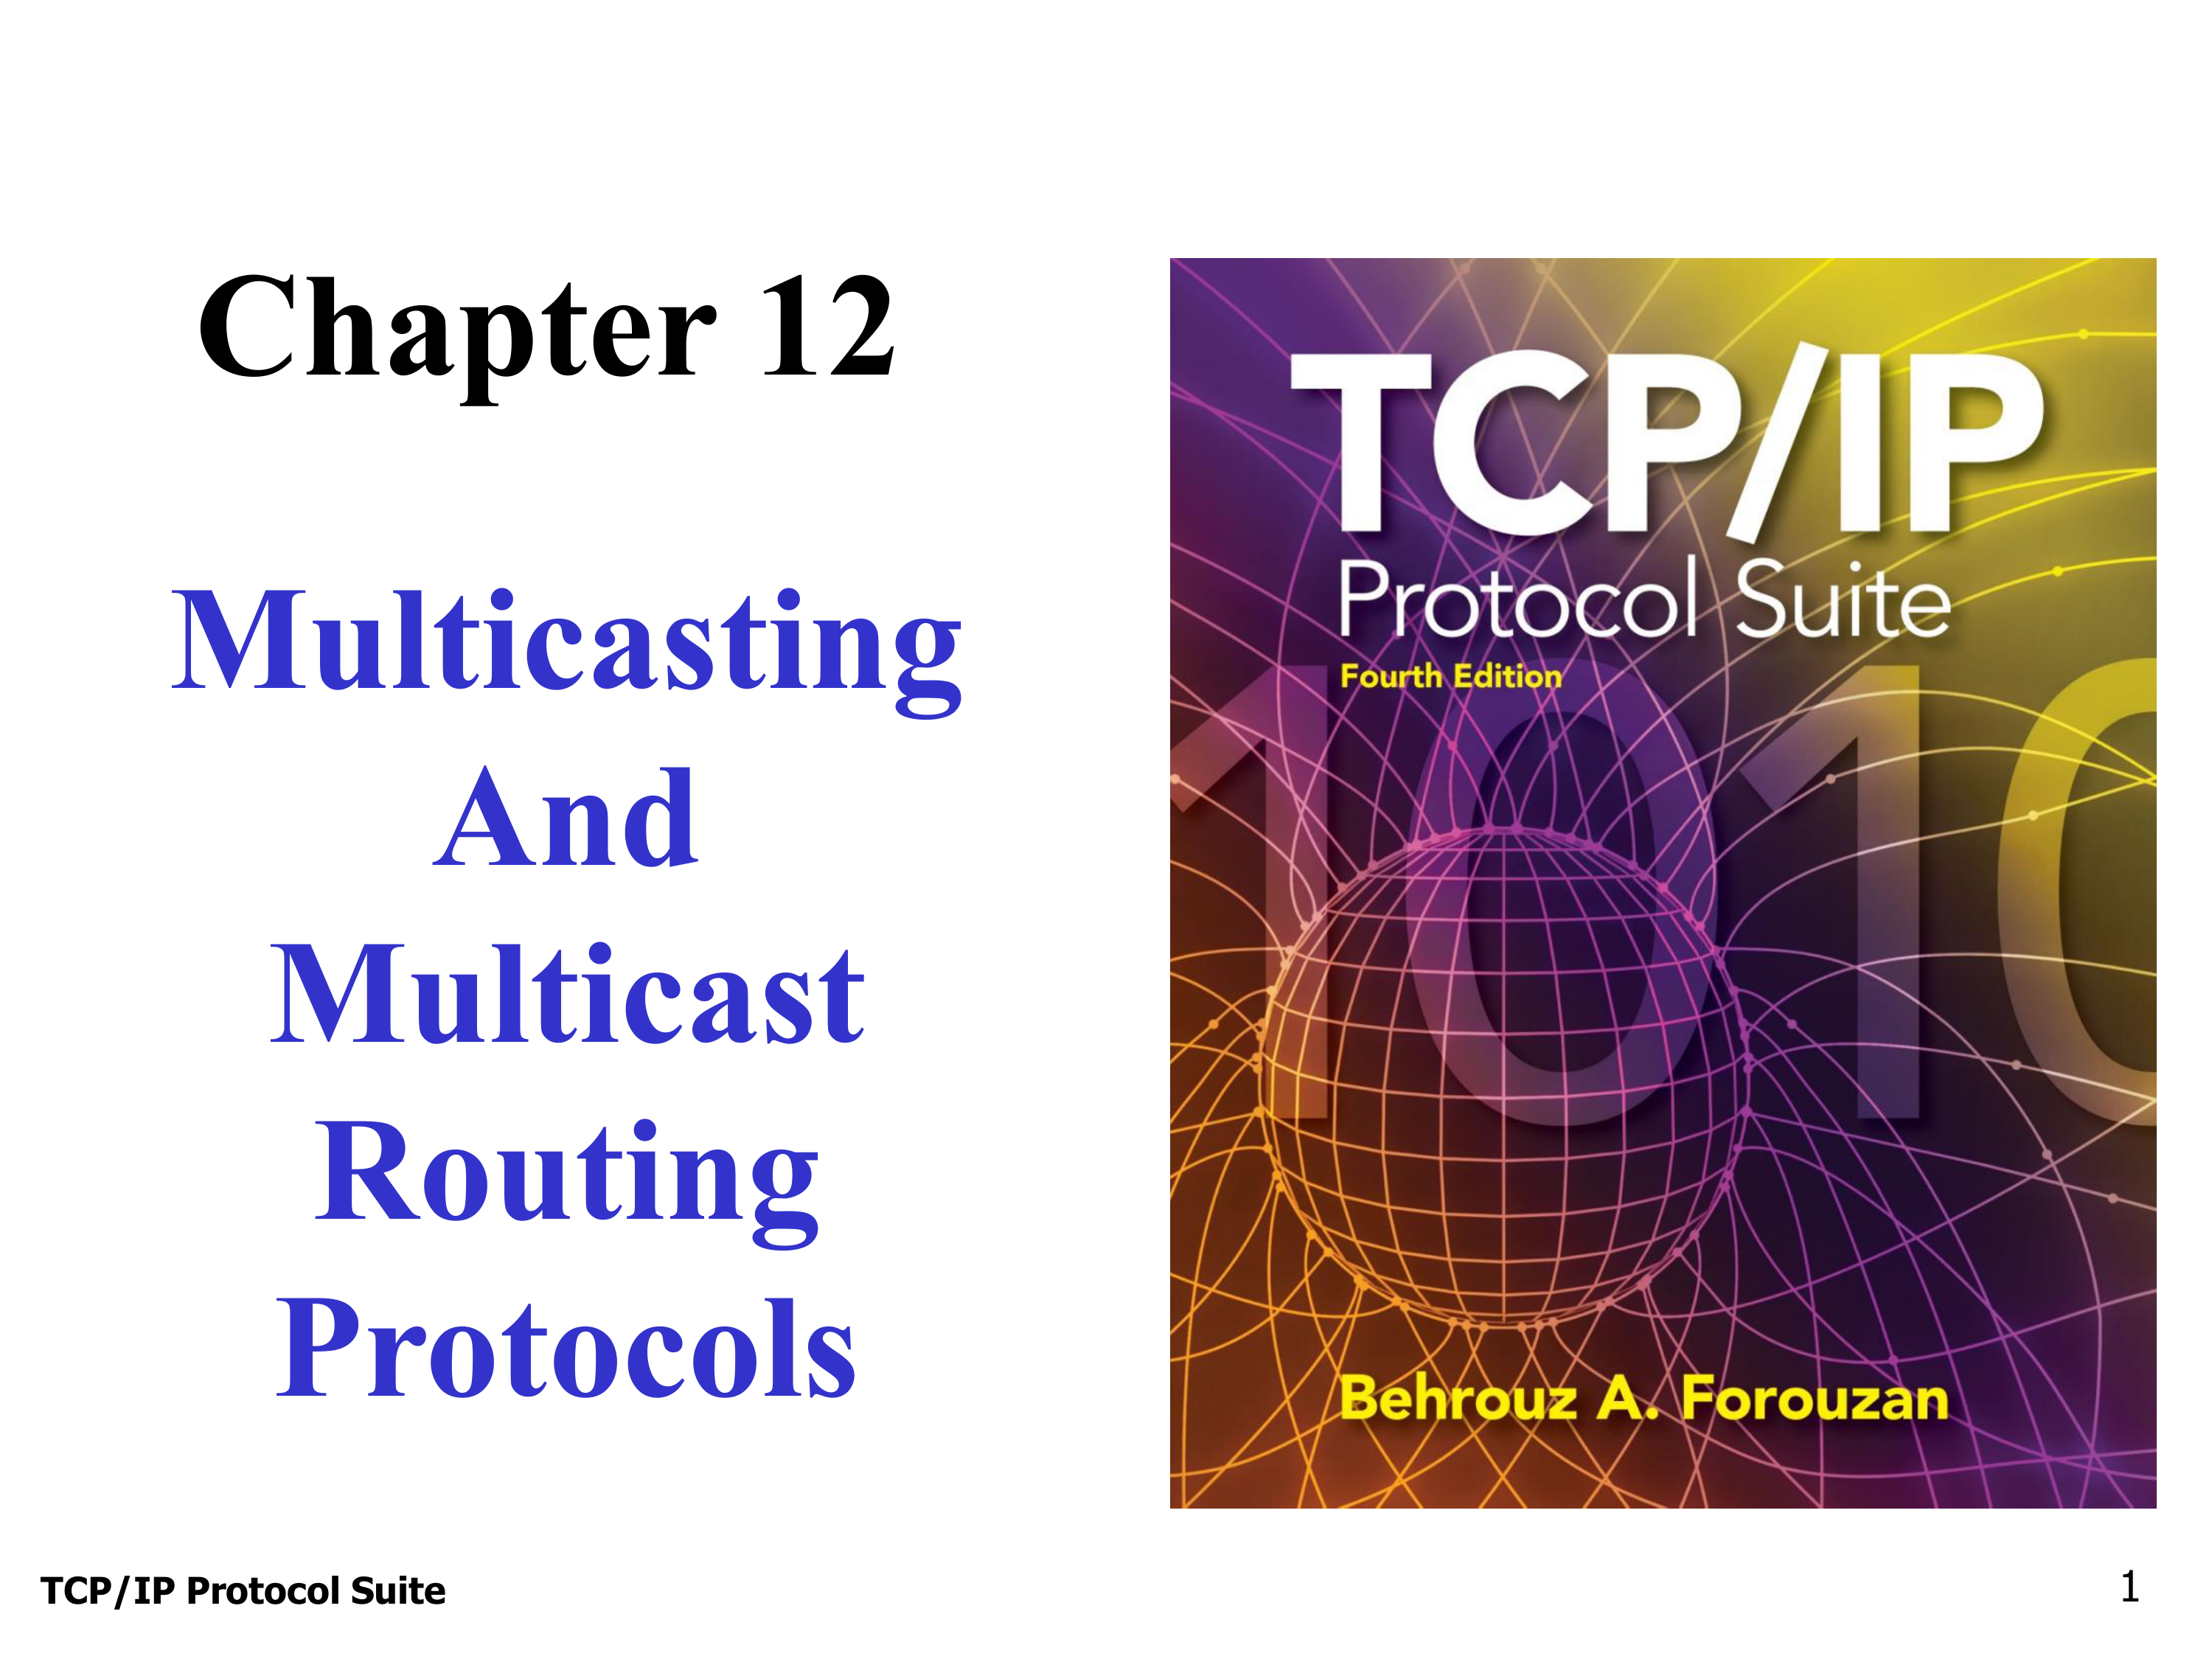 Chapter 12
Multicasting
And
Multicast
Routing
Protocols
TCP/IP
Protocol Suite
Fourth Edition
1010
Behrouz A. Forouzan
TCP/IP Protocol Suite
1